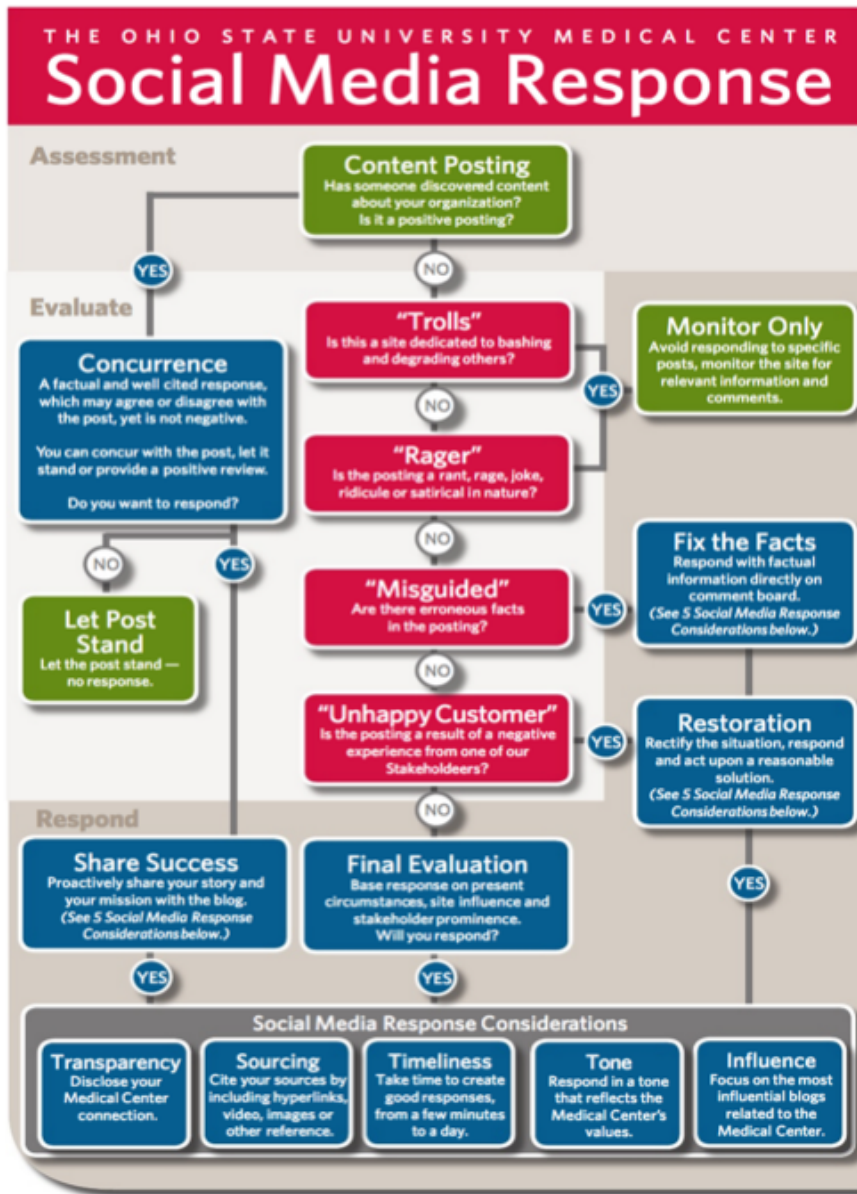 THE OHIO STATE UNIVERSITY MEDICAL CENTER
Social Media Response
Assessment
Content Posting
Has someone discovered content
about your organization?
Is it a positive posting?
YES
NO
Evaluate
"Trolls"
Is this a site dedicated to bashing
and degrading others?
YES
Monitor Only
Avoid responding to specific
posts, monitor the site for
relevant information and
comments.
Concurrence
A factual and well cited response,
which may agree or disagree with
the post, yet is not negative.
You can concur with the post, let it
stand or provide a positive review.
Do you want to respond?
NO
"Rager"
Is the posting a rant, rage, joke,
ridicule or satirical in nature?
NO
YES
NO
Let Post
Stand
Let the post stand —
no response.
"Misguided"
Are there erroneous facts
in the posting?
YES
Fix the Facts
Respond with factual
information directly on
comment board.
(See 5 Social Media Response
Considerations below.)
NO
"Unhappy Customer"
Is the posting a result of a negative
experience from one of our
Stakeholdeers?
YES
Restoration
Rectify the situation, respond
and act upon a reasonable
solution.
(See 5 Social Media Response
Considerations below.)
NO
Respond
Share Success
Proactively share your story and
your mission with the blog.
(See 5 Social Media Response
Considerations below.)
Final Evaluation
Base response on present
circumstances, site influence and
stakeholder prominence.
Will you respond?
YES
YES
YES
Social Media Response Considerations
Transparency
Disclose your
Medical Center
connection.
Sourcing
Cite your sources by
including hyperlinks,
video, images or
other reference.
Timeliness
Take time to create
good responses,
from a few minutes
to a day.
Tone
Respond in a tone
that reflects the
Medical Center's
values.
Influence
Focus on the most
influential blogs
related to the
Medical Center.